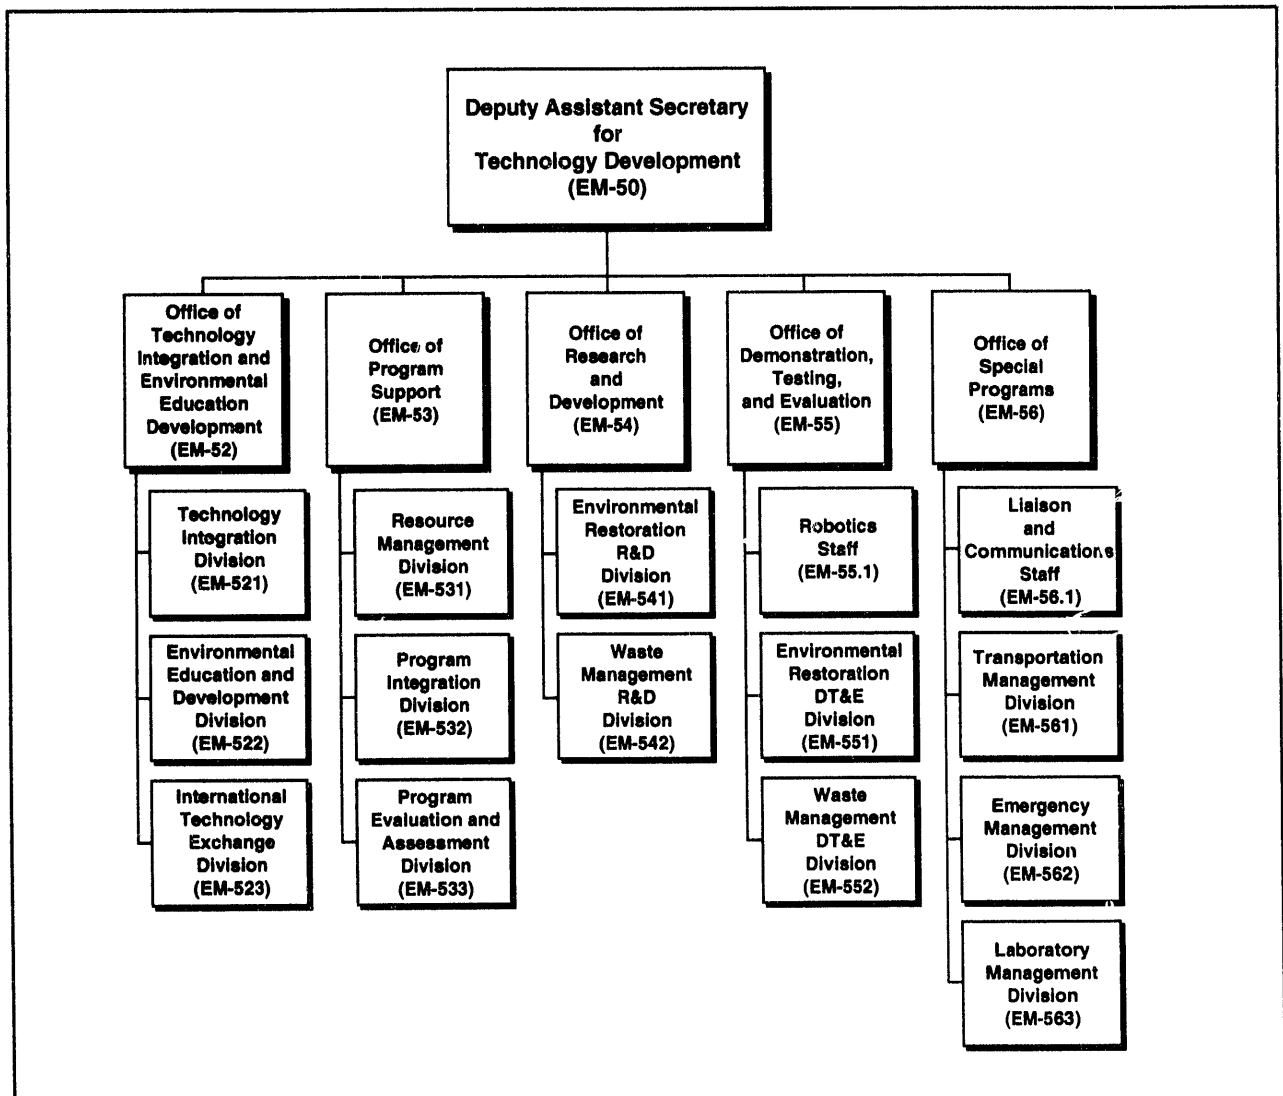 Deputy Assistant Secretary
for
Technology Development
(EM-50)
Office of
Technology
Integration and
Environmental
Education
Development
(EM-52)
Technology
Integration
Division
(EM-521)
Environmental
Education and
Development
Division
(EM-522)
International
Technology
Exchange
Division
(EM-523)
Office of
Program
Support
(EM-53)
Resource
Management
Division
(EM-531)
Program
Integration
Division
(EM-532)
Program
Evaluation and
Assessment
Division
(EM-533)
Office of
Research
and
Development
(EM-54)
Environmental
Restoration
R&D
Division
(EM-541)
Waste
Management
R&D
Division
(EM-542)
Office of
Demonstration,
Testing,
and Evaluation
(EM-55)
Robotics
Staff
(EM-55.1)
Environmental
Restoration
DT&E
Division
(EM-551)
Waste
Management
DT&E
Division
(EM-552)
Office of
Special
Programs
(EM-56)
Liaison
and
Communications
Staff
(EM-56.1)
Transportation
Management
Division
(EM-561)
Emergency
Management
Division
(EM-562)
Laboratory
Management
Division
(EM-563)